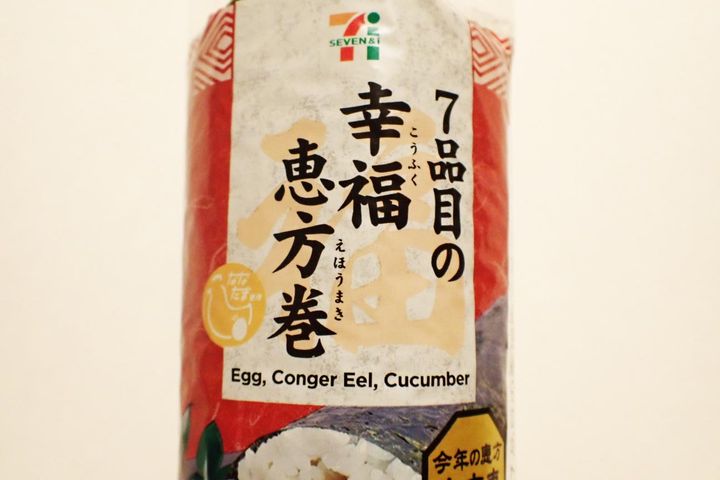 SEVEN&i
7品目の
幸福
こうふく
恵方巻
えほうまき
Egg, Conger Eel, Cucumber
今年の恵方